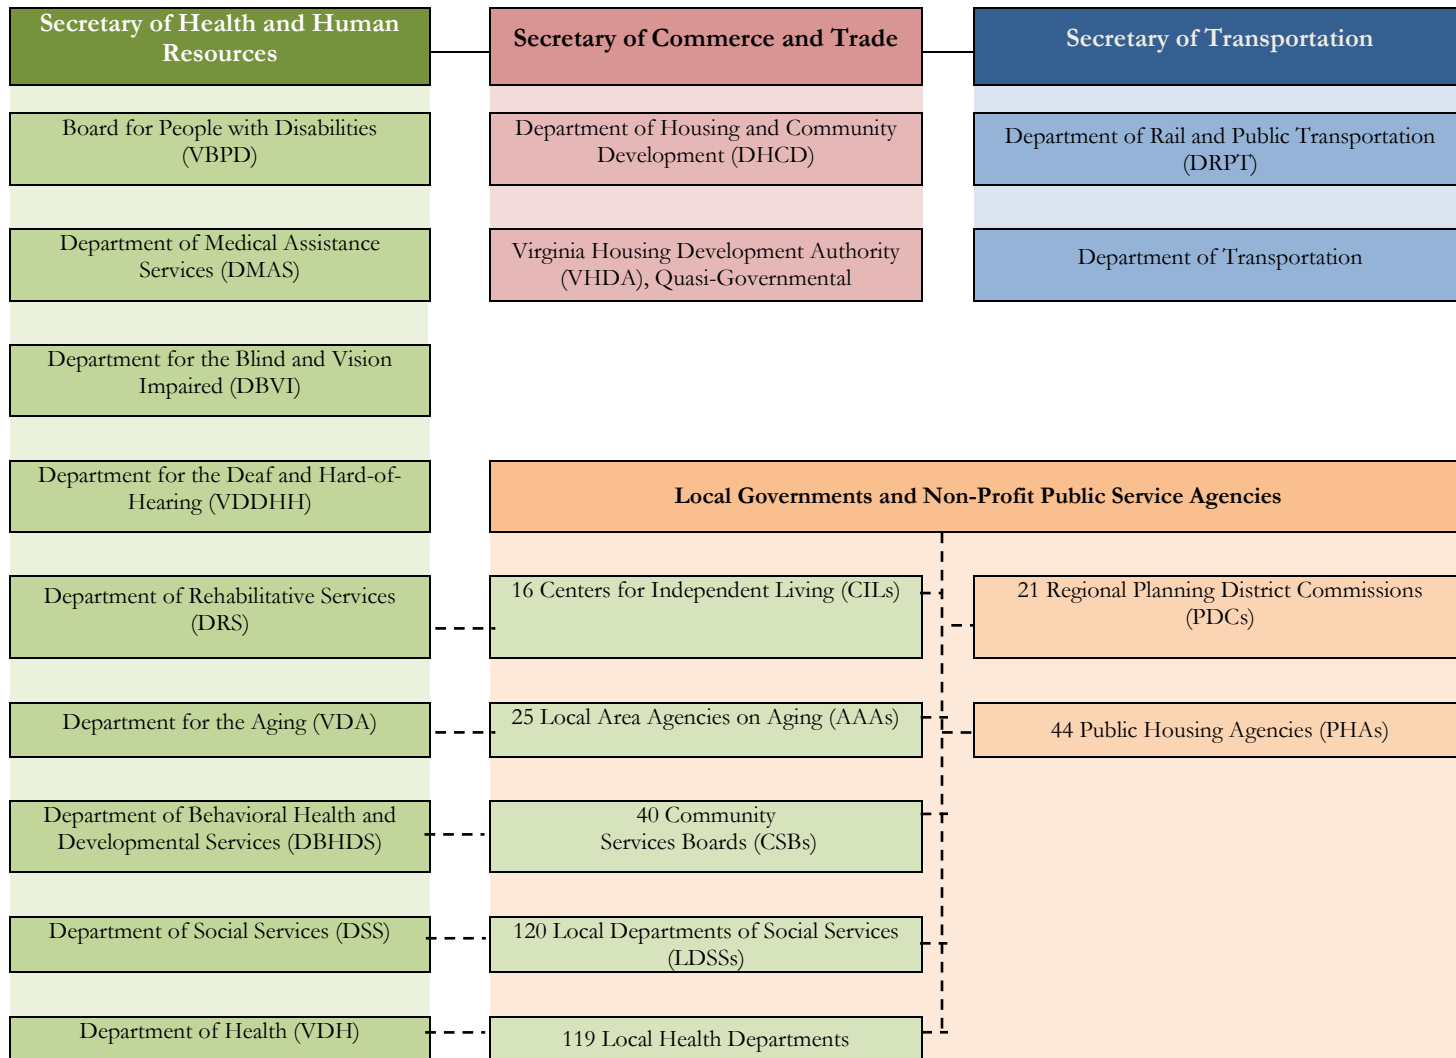 Secretary of Health and Human
Resources
Secretary of Commerce and Trade
Secretary of Transportation
Board for People with Disabilities
(VBPD)
Department of Housing and Community
Development (DHCD)
Department of Rail and Public Transportation
(DRPT)
Department of Medical Assistance
Services (DMAS)
Virginia Housing Development Authority
(VHDA), Quasi-Governmental
Department of Transportation
Department for the Blind and Vision
Impaired (DBVI)
Department for the Deaf and Hard-of-
Hearing (VDDHH)
Local Governments and Non-Profit Public Service Agencies
Department of Rehabilitative Services
(DRS)
16 Centers for Independent Living (CILs)
21 Regional Planning District Commissions
(PDCs)
Department for the Aging (VDA)
25 Local Area Agencies on Aging (AAAs)
44 Public Housing Agencies (PHAs)
Department of Behavioral Health and
Developmental Services (DBHDS)
40 Community
Services Boards (CSBs)
Department of Social Services (DSS)
120 Local Departments of Social Services
(LDSSs)
Department of Health (VDH)
119 Local Health Departments